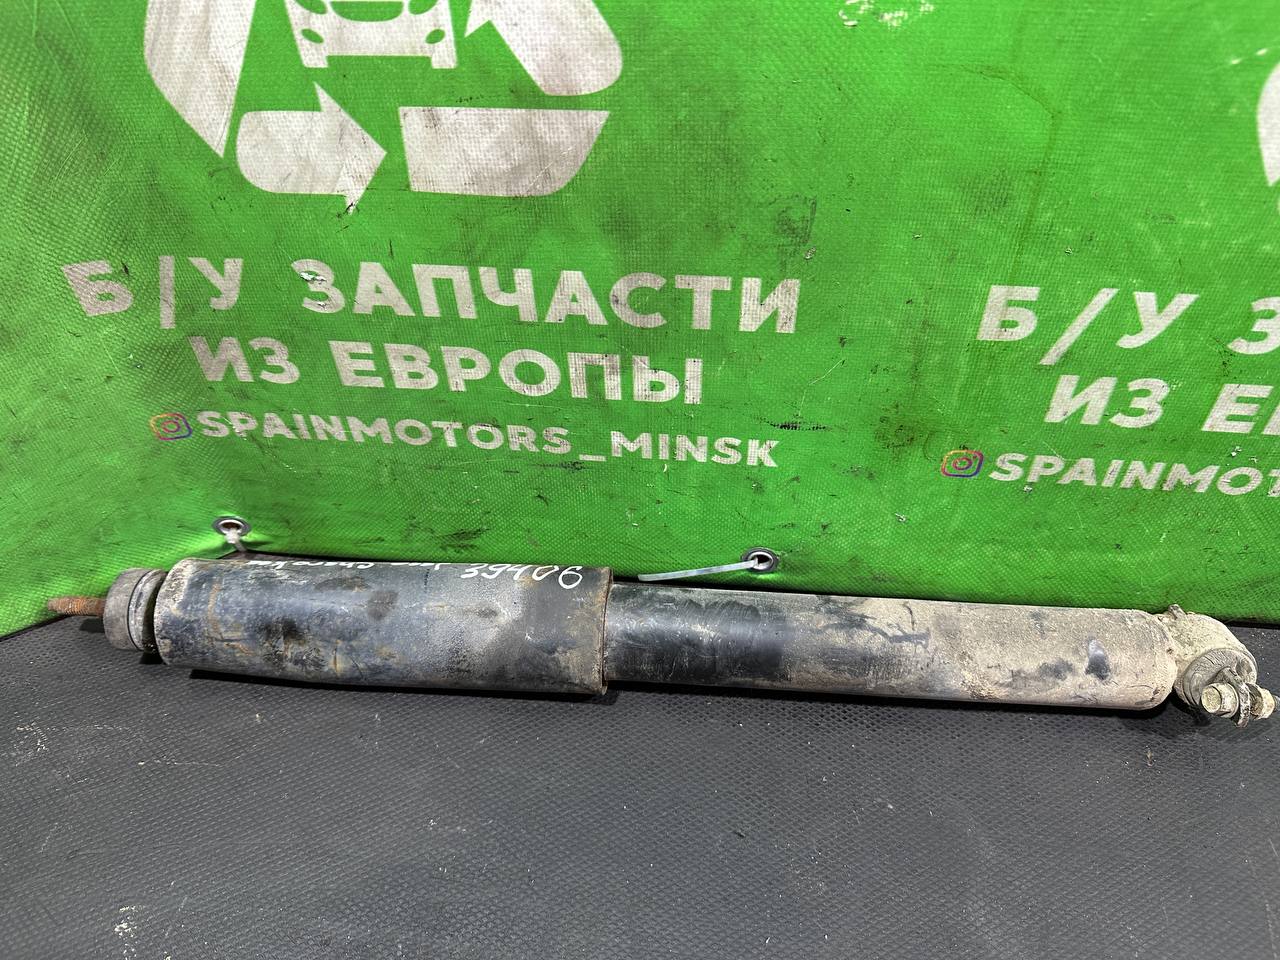 Б/У ЗАПЧАСТИ
ИЗ ЕВРОПЫ
SPAINMOTORS_MINSK
Б/У З
ИЗ ЕВ
SPAINMOT
39406